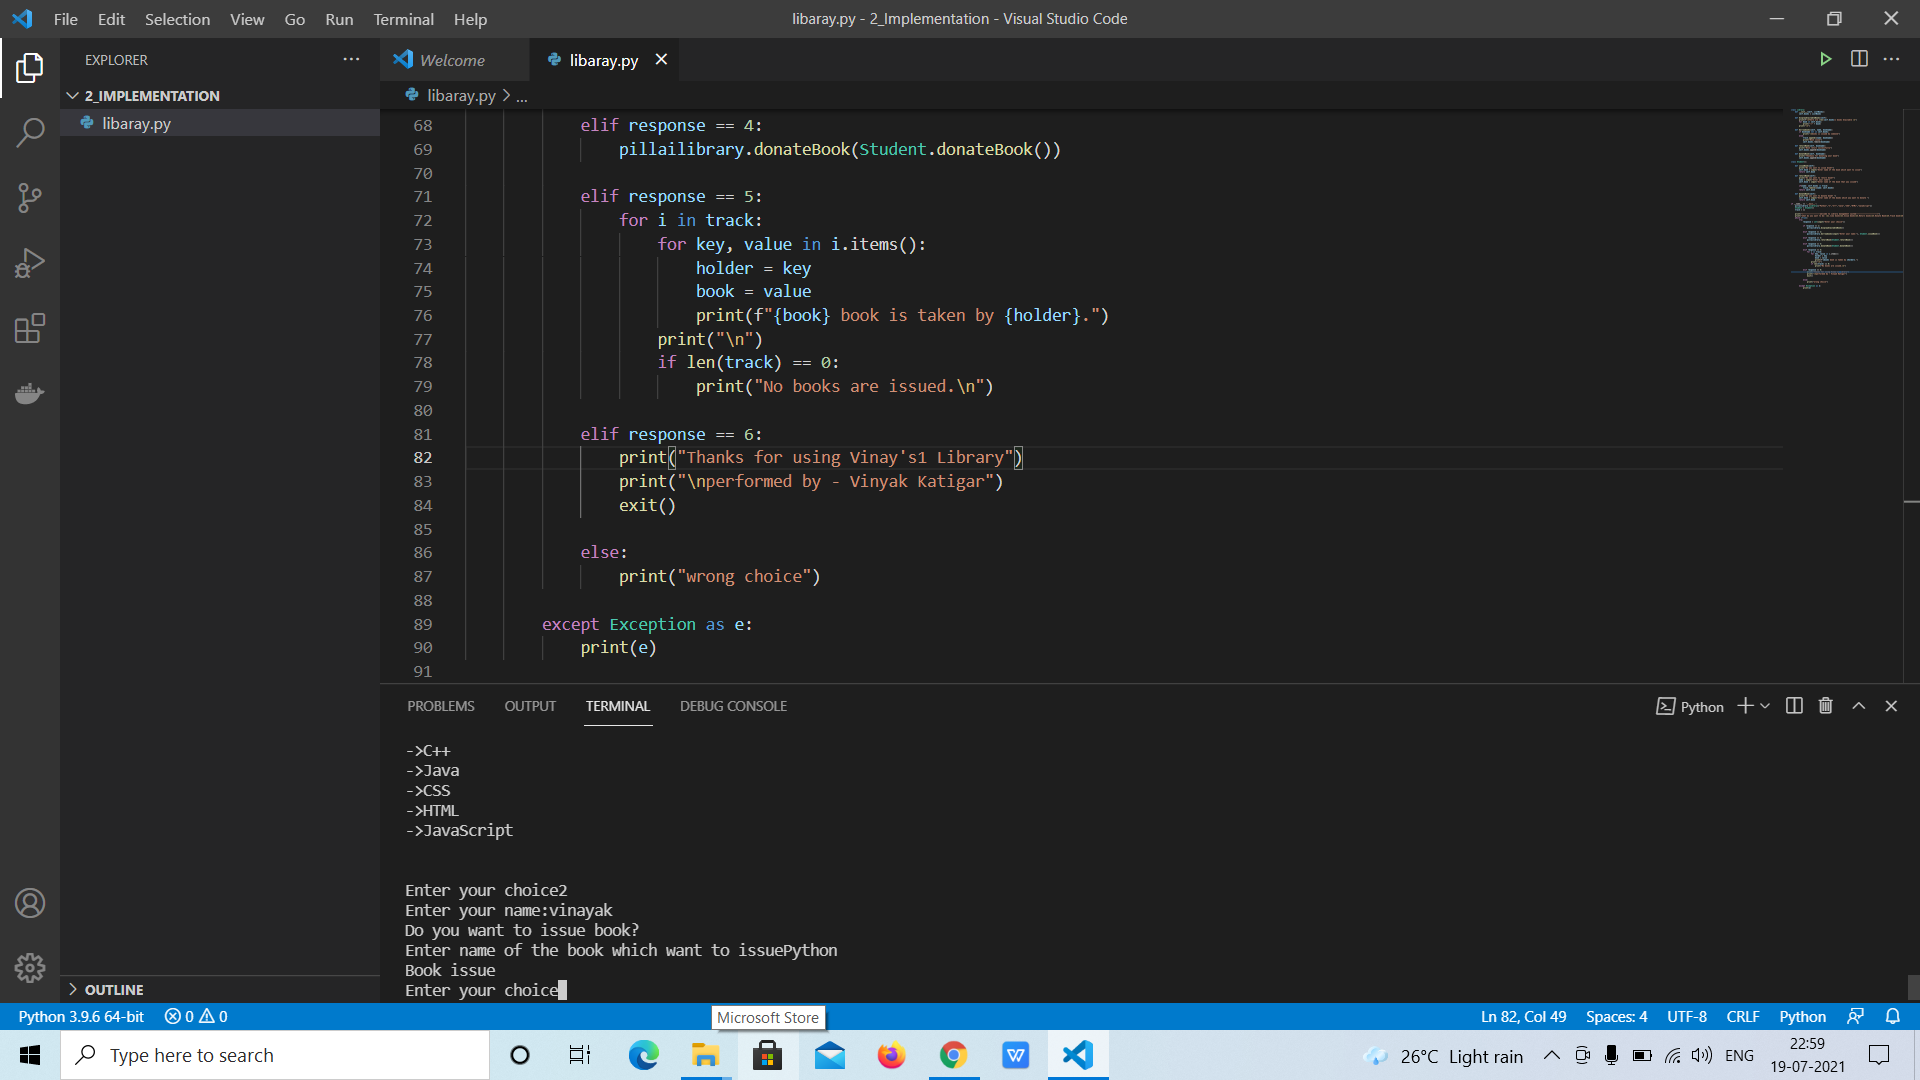 File Edit Selection View Go Run Terminal Help
libaray.py - 2_Implementation - Visual Studio Code
EXPLORER
Welcome
libaray.py
2_IMPLEMENTATION
libaray.py
libaray.py > ...
68 elif response == 4:
69 pillailibrary.donateBook(Student.donateBook())
70
71 elif response == 5:
72 for i in track:
73 for key, value in i.items():
74 holder = key
75 book = value
76 print(f"{book} book is taken by {holder}.")
77 print("\n")
78 if len(track) == 0:
79 print("No books are issued.\n")
80
81 elif response == 6:
82 print("Thanks for using Vinay's1 Library")
83 print("\nperformed by - Vinyak Katigar")
84 exit()
85
86 else:
87 print("wrong choice")
88
89 except Exception as e:
90 print(e)
91
PROBLEMS OUTPUT TERMINAL DEBUG CONSOLE
Python
->C++
->Java
->CSS
->HTML
->JavaScript
Enter your choice2
Enter your name:vinayak
Do you want to issue book?
Enter name of the book which want to issuePython
Book issue
Enter your choice
OUTLINE
Python 3.9.6 64-bit 0 0
Microsoft Store
Ln 82, Col 49 Spaces: 4 UTF-8 CRLF Python
Type here to search
26°C Light rain
ENG
22:59
19-07-2021